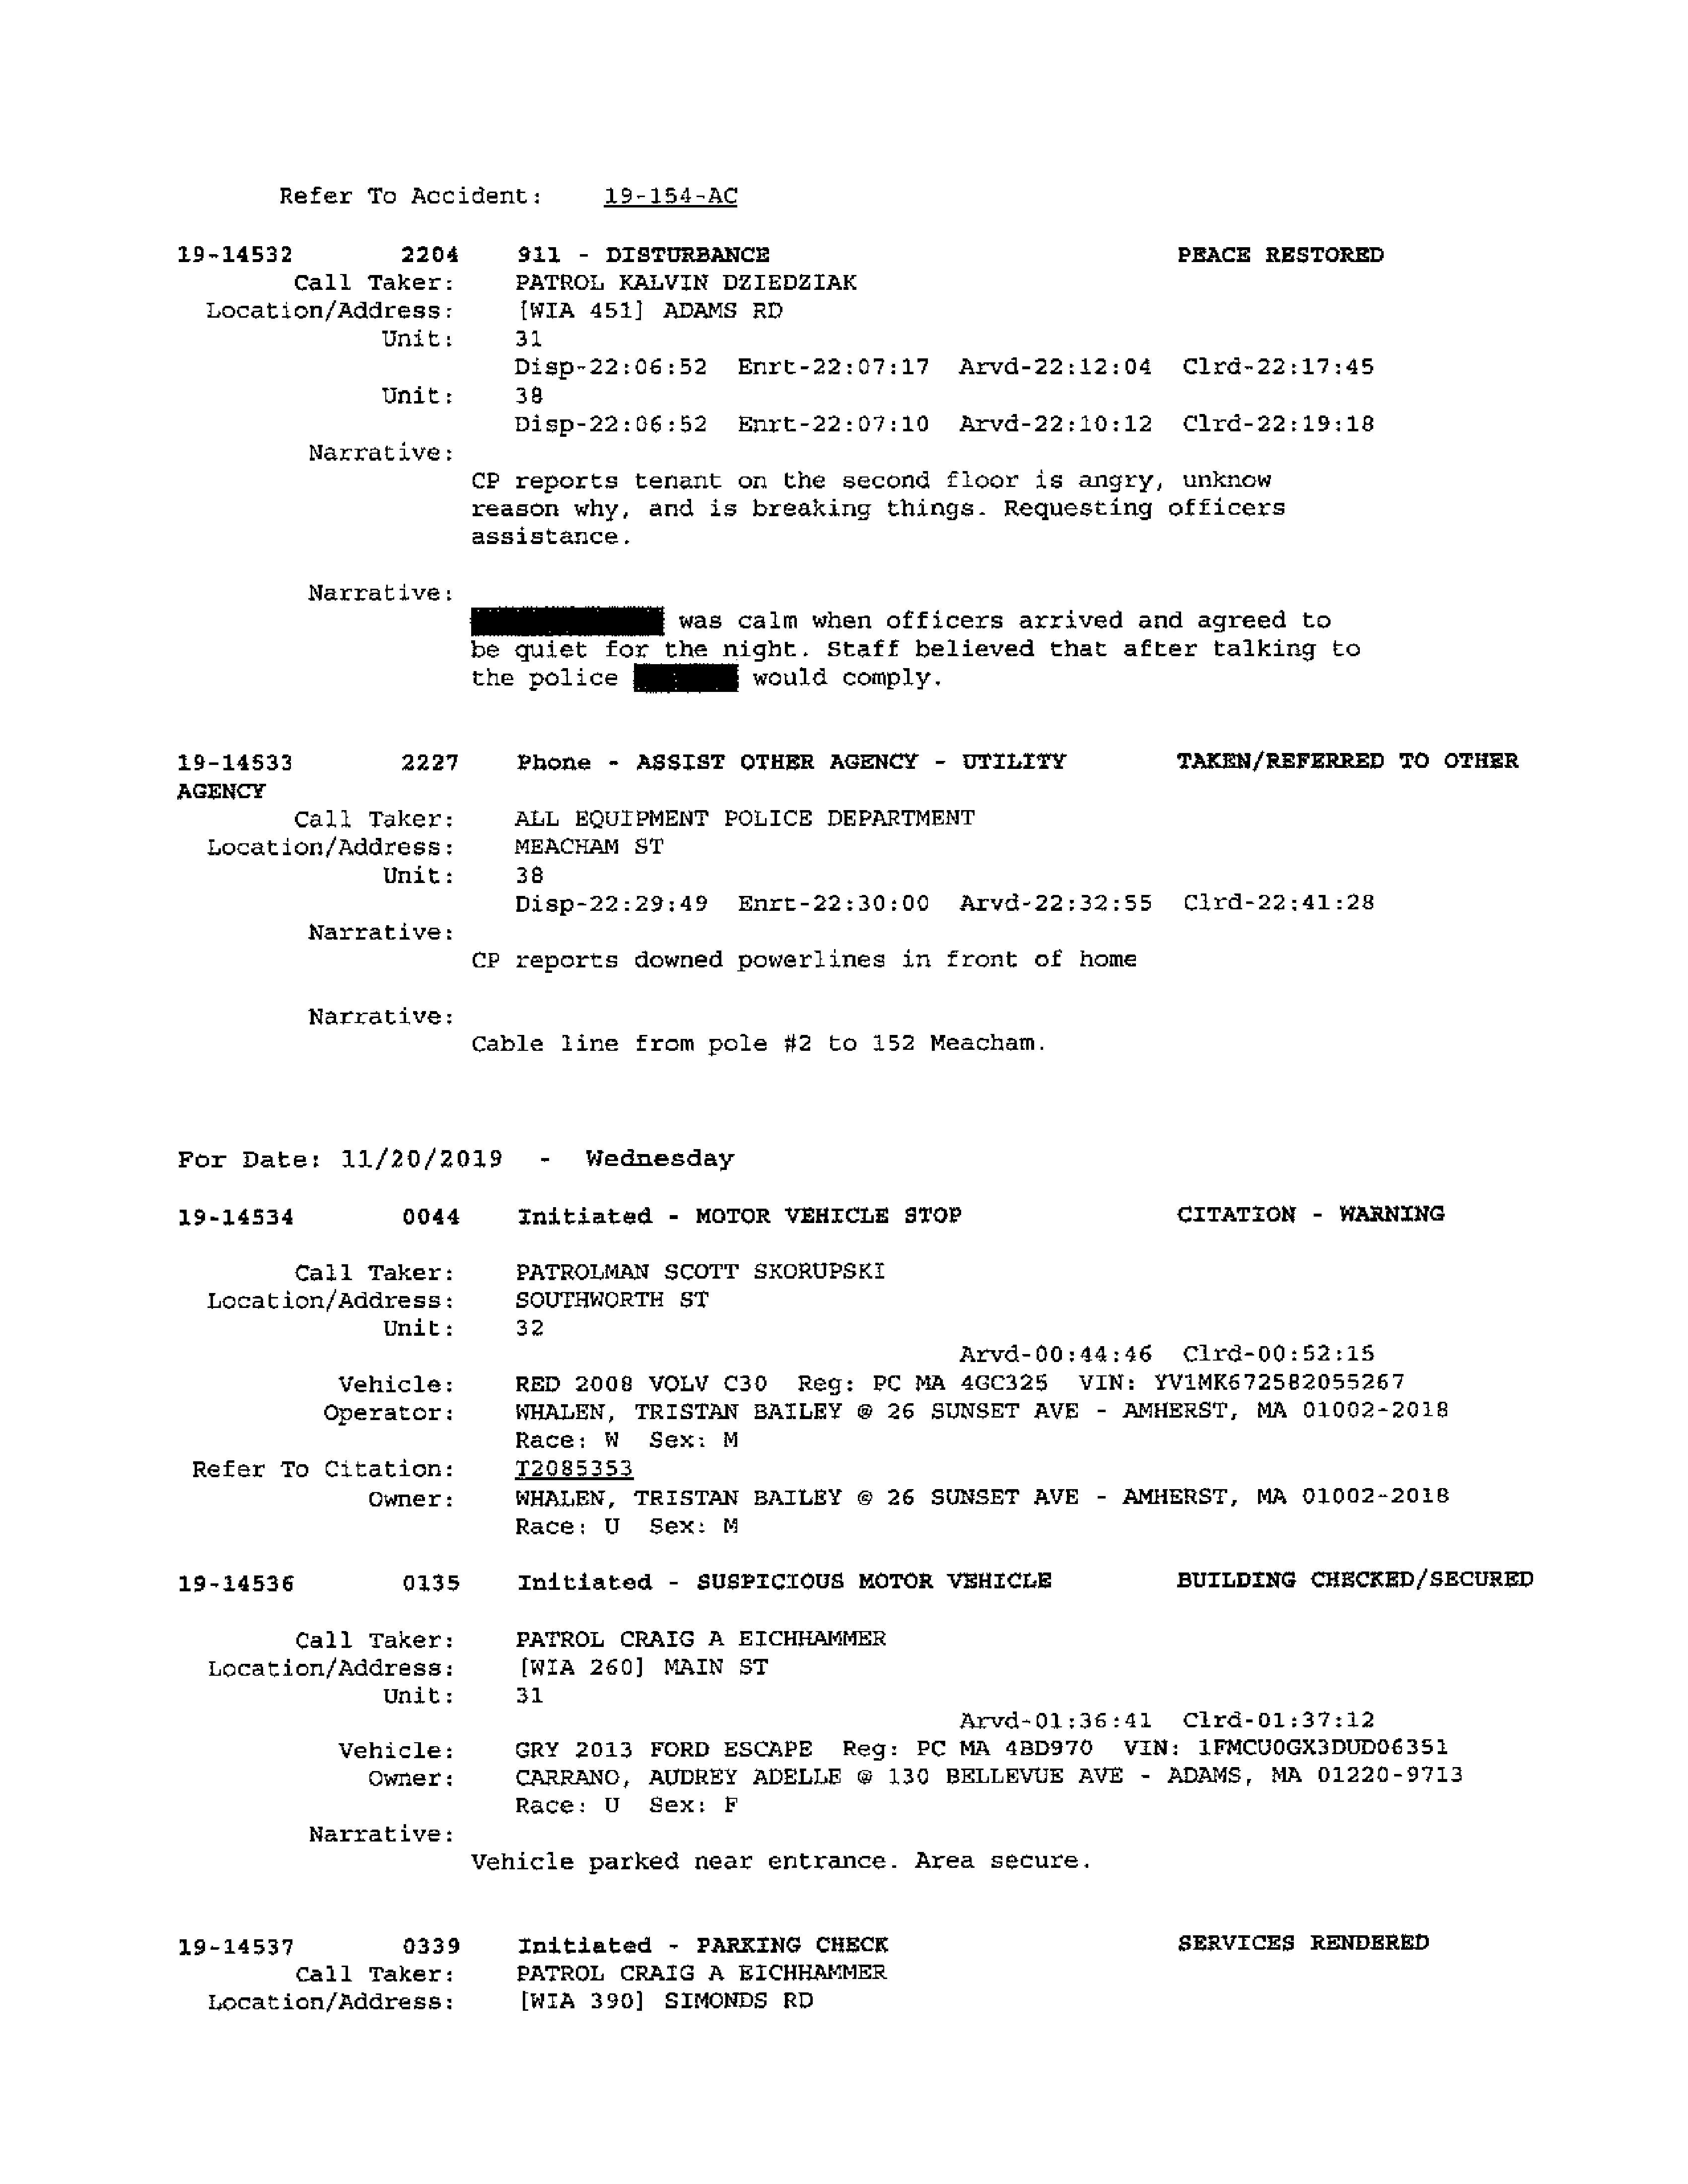 Refer To Accident: 19-154-AC
19-14532 2204 911 - DISTURBANCE PEACE RESTORED
Call Taker: PATROL KALVIN DZIEDZIAK
Location/Address: [WIA 451] ADAMS RD
Unit: 31
Disp-22:06:52 Enrt-22:07:17 Arvd-22:12:04 Clrd-22:17:45
Unit: 38
Disp-22:06:52 Enrt-22:07:10 Arvd-22:10:12 Clrd-22:19:18
Narrative:
CP reports tenant on the second floor is angry, unknow
reason why, and is breaking things. Requesting officers
assistance.
Narrative:
was calm when officers arrived and agreed to
be quiet for the night. Staff believed that after talking to
the police would comply.
19-14533 2227 Phone - ASSIST OTHER AGENCY - UTILITY TAKEN/REFERRED TO OTHER
AGENCY
Call Taker: ALL EQUIPMENT POLICE DEPARTMENT
Location/Address: MEACHAM ST
Unit: 38
Disp-22:29:49 Enrt-22:30:00 Arvd-22:32:55 Clrd-22:41:28
Narrative:
CP reports downed powerlines in front of home
Narrative:
Cable line from pole #2 to 152 Meacham.
For Date: 11/20/2019 - Wednesday
19-14534 0044 Initiated - MOTOR VEHICLE STOP CITATION - WARNING
Call Taker: PATROLMAN SCOTT SKORUPSKI
Location/Address: SOUTHWORTH ST
Unit: 32
Arvd-00:44:46 Clrd-00:52:15
Vehicle: RED 2008 VOLV C30 Reg: PC MA 4GC325 VIN: YV1MK672582055267
Operator: WHALEN, TRISTAN BAILEY @ 26 SUNSET AVE - AMHERST, MA 01002-2018
Race: W Sex: M
Refer To Citation: T2085353
Owner: WHALEN, TRISTAN BAILEY @ 26 SUNSET AVE - AMHERST, MA 01002-2018
Race: U Sex: M
19-14536 0135 Initiated - SUSPICIOUS MOTOR VEHICLE BUILDING CHECKED/SECURED
Call Taker: PATROL CRAIG A EICHHAMMER
Location/Address: [WIA 260] MAIN ST
Unit: 31
Arvd-01:36:41 Clrd-01:37:12
Vehicle: GRY 2013 FORD ESCAPE Reg: PC MA 4BD970 VIN: 1FMCU0GX3DUD06351
Owner: CARRANO, AUDREY ADELLE @ 130 BELLEVUE AVE - ADAMS, MA 01220-9713
Race: U Sex: F
Narrative:
Vehicle parked near entrance. Area secure.
19-14537 0339 Initiated - PARKING CHECK SERVICES RENDERED
Call Taker: PATROL CRAIG A EICHHAMMER
Location/Address: [WIA 390] SIMONDS RD